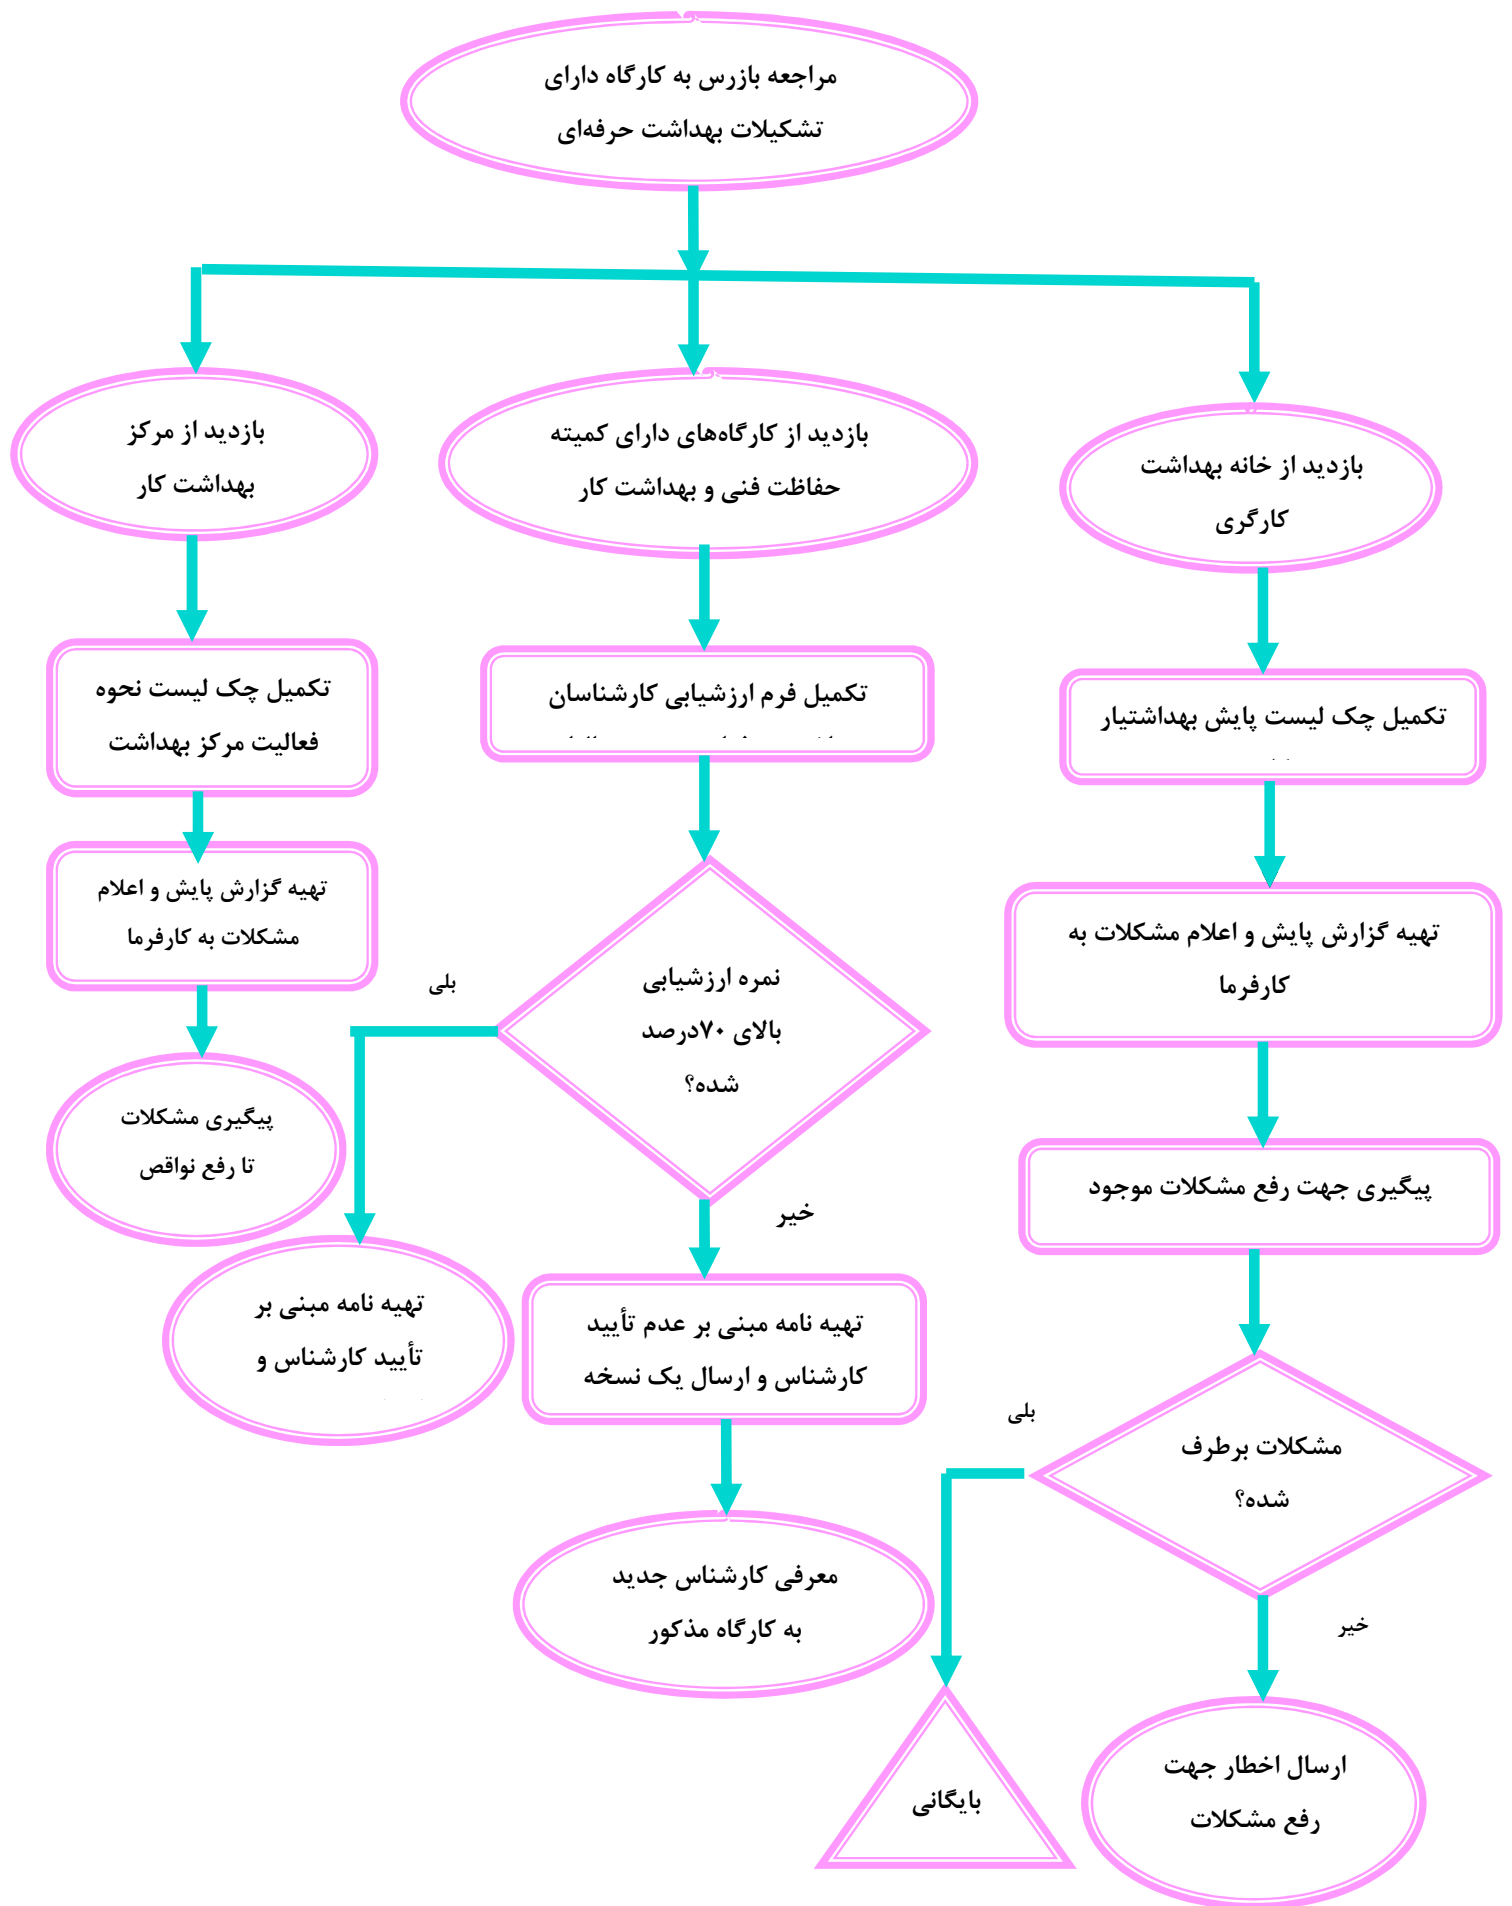 مراجعه بازرس به کارگاه دارای
تشکیلات بهداشت حرفه‌ای
بازدید از خانه بهداشت
کارگری
تکمیل چک لیست پایش بهداشتیار
تهیه گزارش پایش و اعلام مشکلات به
کارفرما
پیگیری جهت رفع مشکلات موجود
مشکلات برطرف
شده؟
بلی
خیر
بایگانی
ارسال اخطار جهت
رفع مشکلات
بازدید از کارگاه‌های دارای کمیته
حفاظت فنی و بهداشت کار
تکمیل فرم ارزشیابی کارشناسان
نمره ارزشیابی
بالای ۷۰درصد
شده؟
بلی
خیر
تهیه نامه مبنی بر
تأیید کارشناس و
تهیه نامه مبنی بر عدم تأیید
کارشناس و ارسال یک نسخه
معرفی کارشناس جدید
به کارگاه مذکور
بازدید از مرکز
بهداشت کار
تکمیل چک لیست نحوه
فعالیت مرکز بهداشت
تهیه گزارش پایش و اعلام
مشکلات به کارفرما
پیگیری مشکلات
تا رفع نواقص